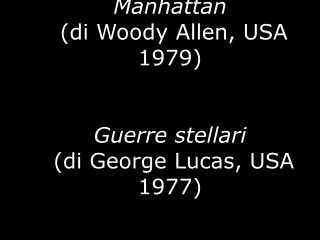 Manhattan
(di Woody Allen, USA
1979)
Guerre stellari
(di George Lucas, USA
1977)